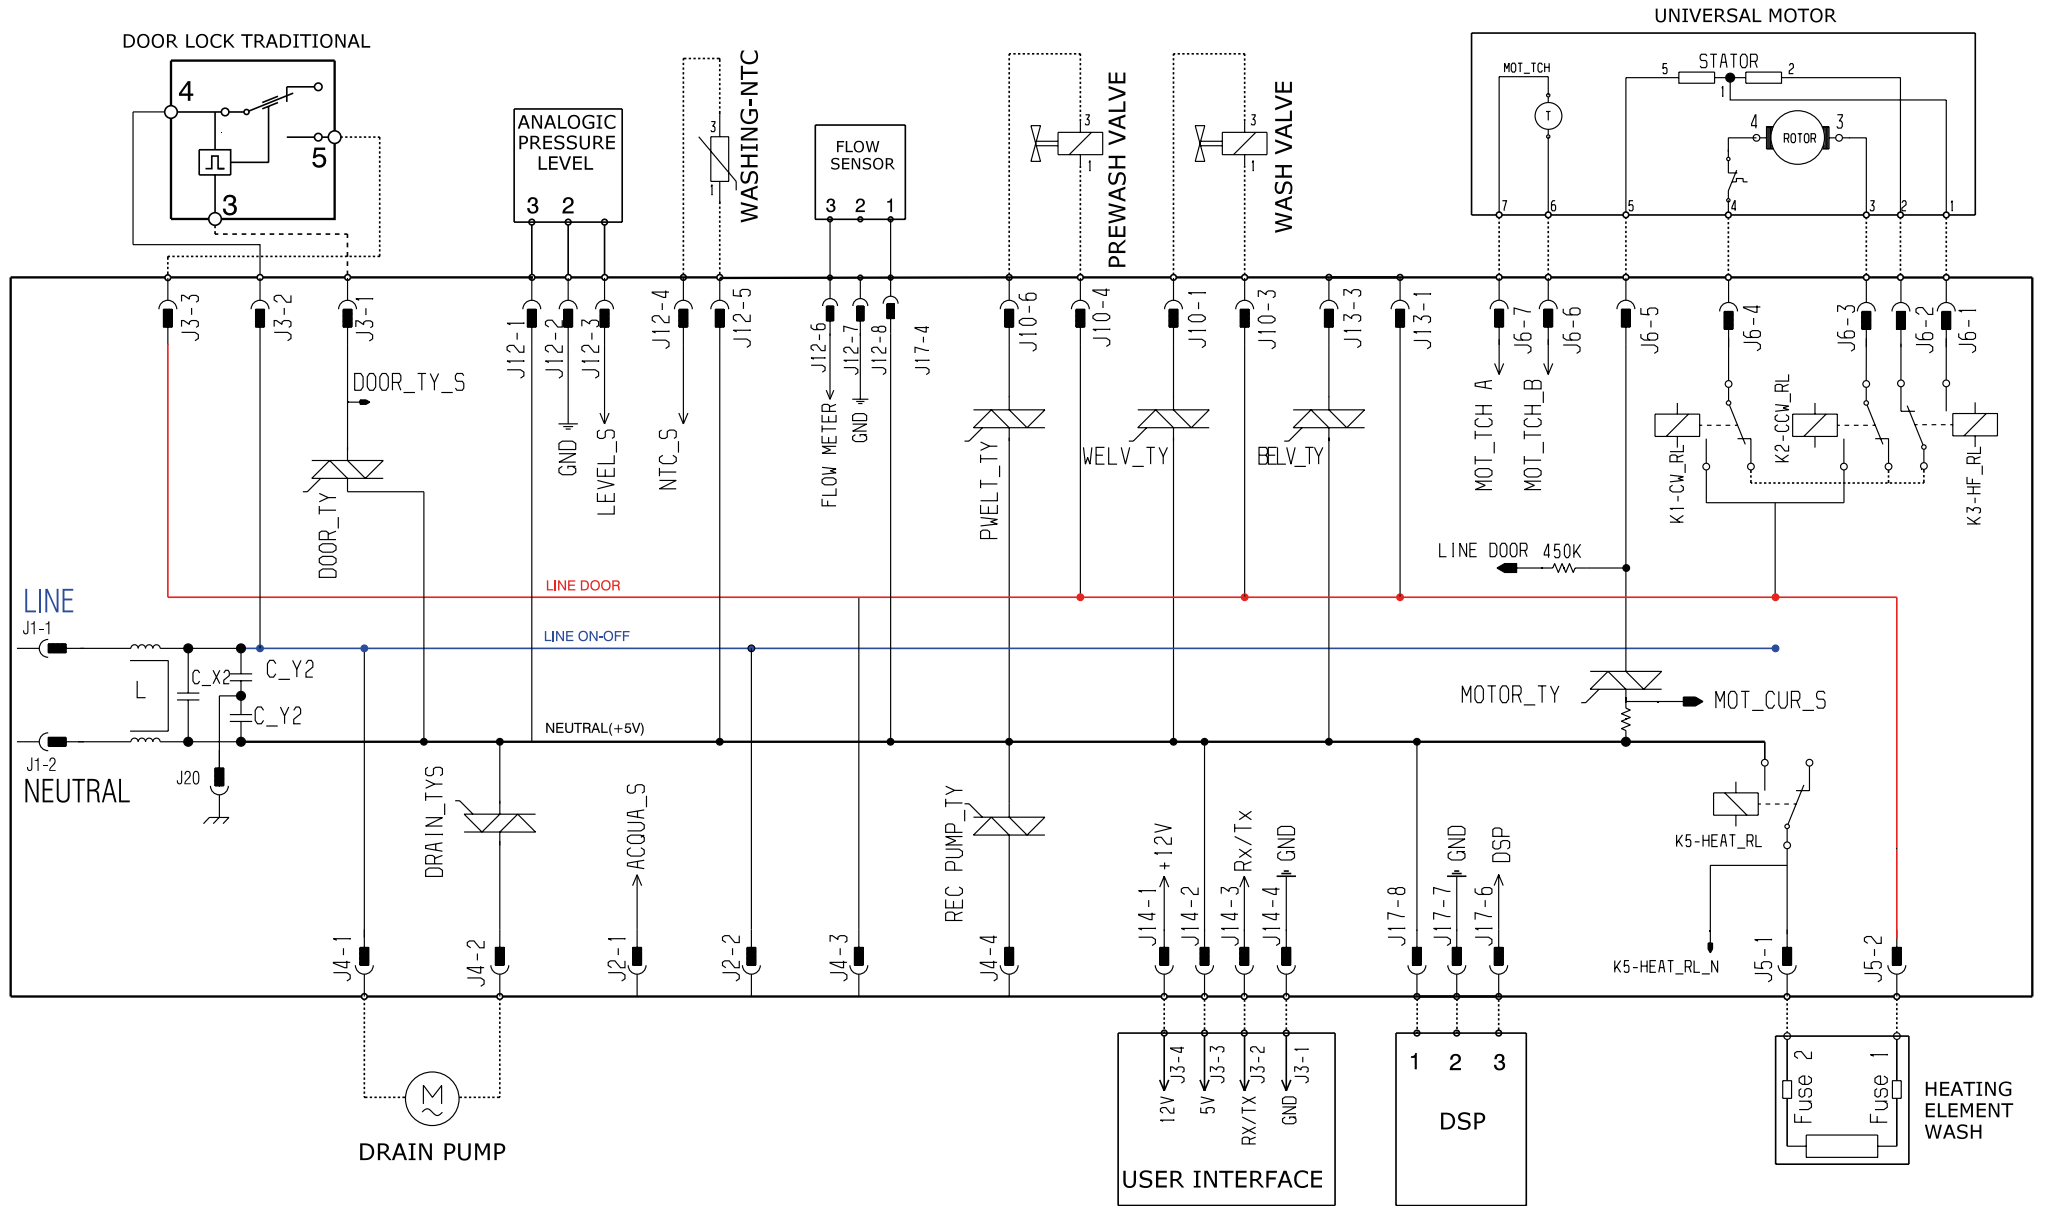 UNIVERSAL MOTOR
DOOR LOCK TRADITIONAL
4
5
3
ANALOGIC
PRESSURE
LEVEL
3 2
WASHING-NTC
3
1
FLOW
SENSOR
3 2 1
PREWASH VALVE
3
1
WASH VALVE
3
1
MOT_TCH
T
STATOR
5
2
1
4
3
ROTOR
7
6
5
4
3
2
1
J3-3
J3-2
J3-1
J12-1
J12-2
J12-3
J12-4
J12-5
J12-6
J12-7
J12-8
J17-4
J10-6
J10-4
J10-1
J10-3
J13-3
J13-1
J6-7
J6-6
J6-5
J6-4
J6-3
J6-2
J6-1
DOOR_TY_S
DOOR_TY
GND
LEVEL_S
NTC_S
FLOW METER
GND
PWELT_TY
WELV_TY
BELV_TY
MOT_TCH A
MOT_TCH_B
K1-CW_RL
K2-CCW_RL
K3-HF_RL
LINE DOOR 450K
LINE DOOR
LINE
J1-1
LINE ON-OFF
L
C_X2
C_Y2
C_Y2
MOTOR_TY
MOT_CUR_S
NEUTRAL(+5V)
J1-2
NEUTRAL
J20
DRAIN_TYS
ACQUA_S
REC PUMP_TY
+12V
Rx/Tx
GND
GND
DSP
K5-HEAT_RL
K5-HEAT_RL_N
J4-1
J4-2
J2-1
J2-2
J4-3
J4-4
J14-1
J14-2
J14-3
J14-4
J17-8
J17-7
J17-6
J5-1
J5-2
M
DRAIN PUMP
12V
J3-4
5V
J3-3
RX/TX
J3-2
GND
J3-1
USER INTERFACE
1 2 3
DSP
Fuse 2
Fuse 1
HEATING
ELEMENT
WASH